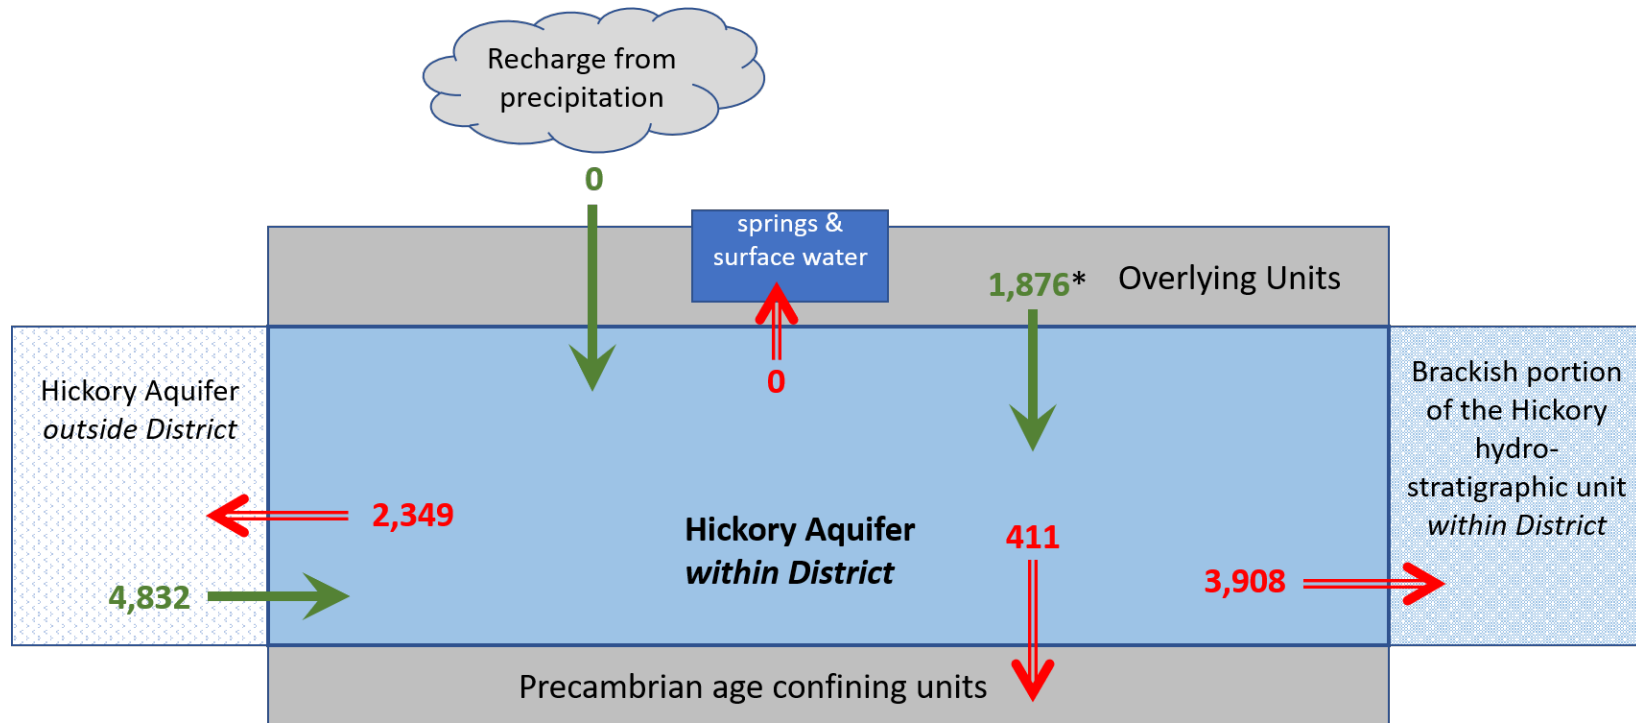 Recharge from
precipitation
0
springs &
surface water
1,876*
Overlying Units
0
Hickory Aquifer
outside District
2,349
4,832
Hickory Aquifer
within District
411
3,908
Brackish portion
of the Hickory
hydro-
stratigraphic unit
within District
Precambrian age confining units